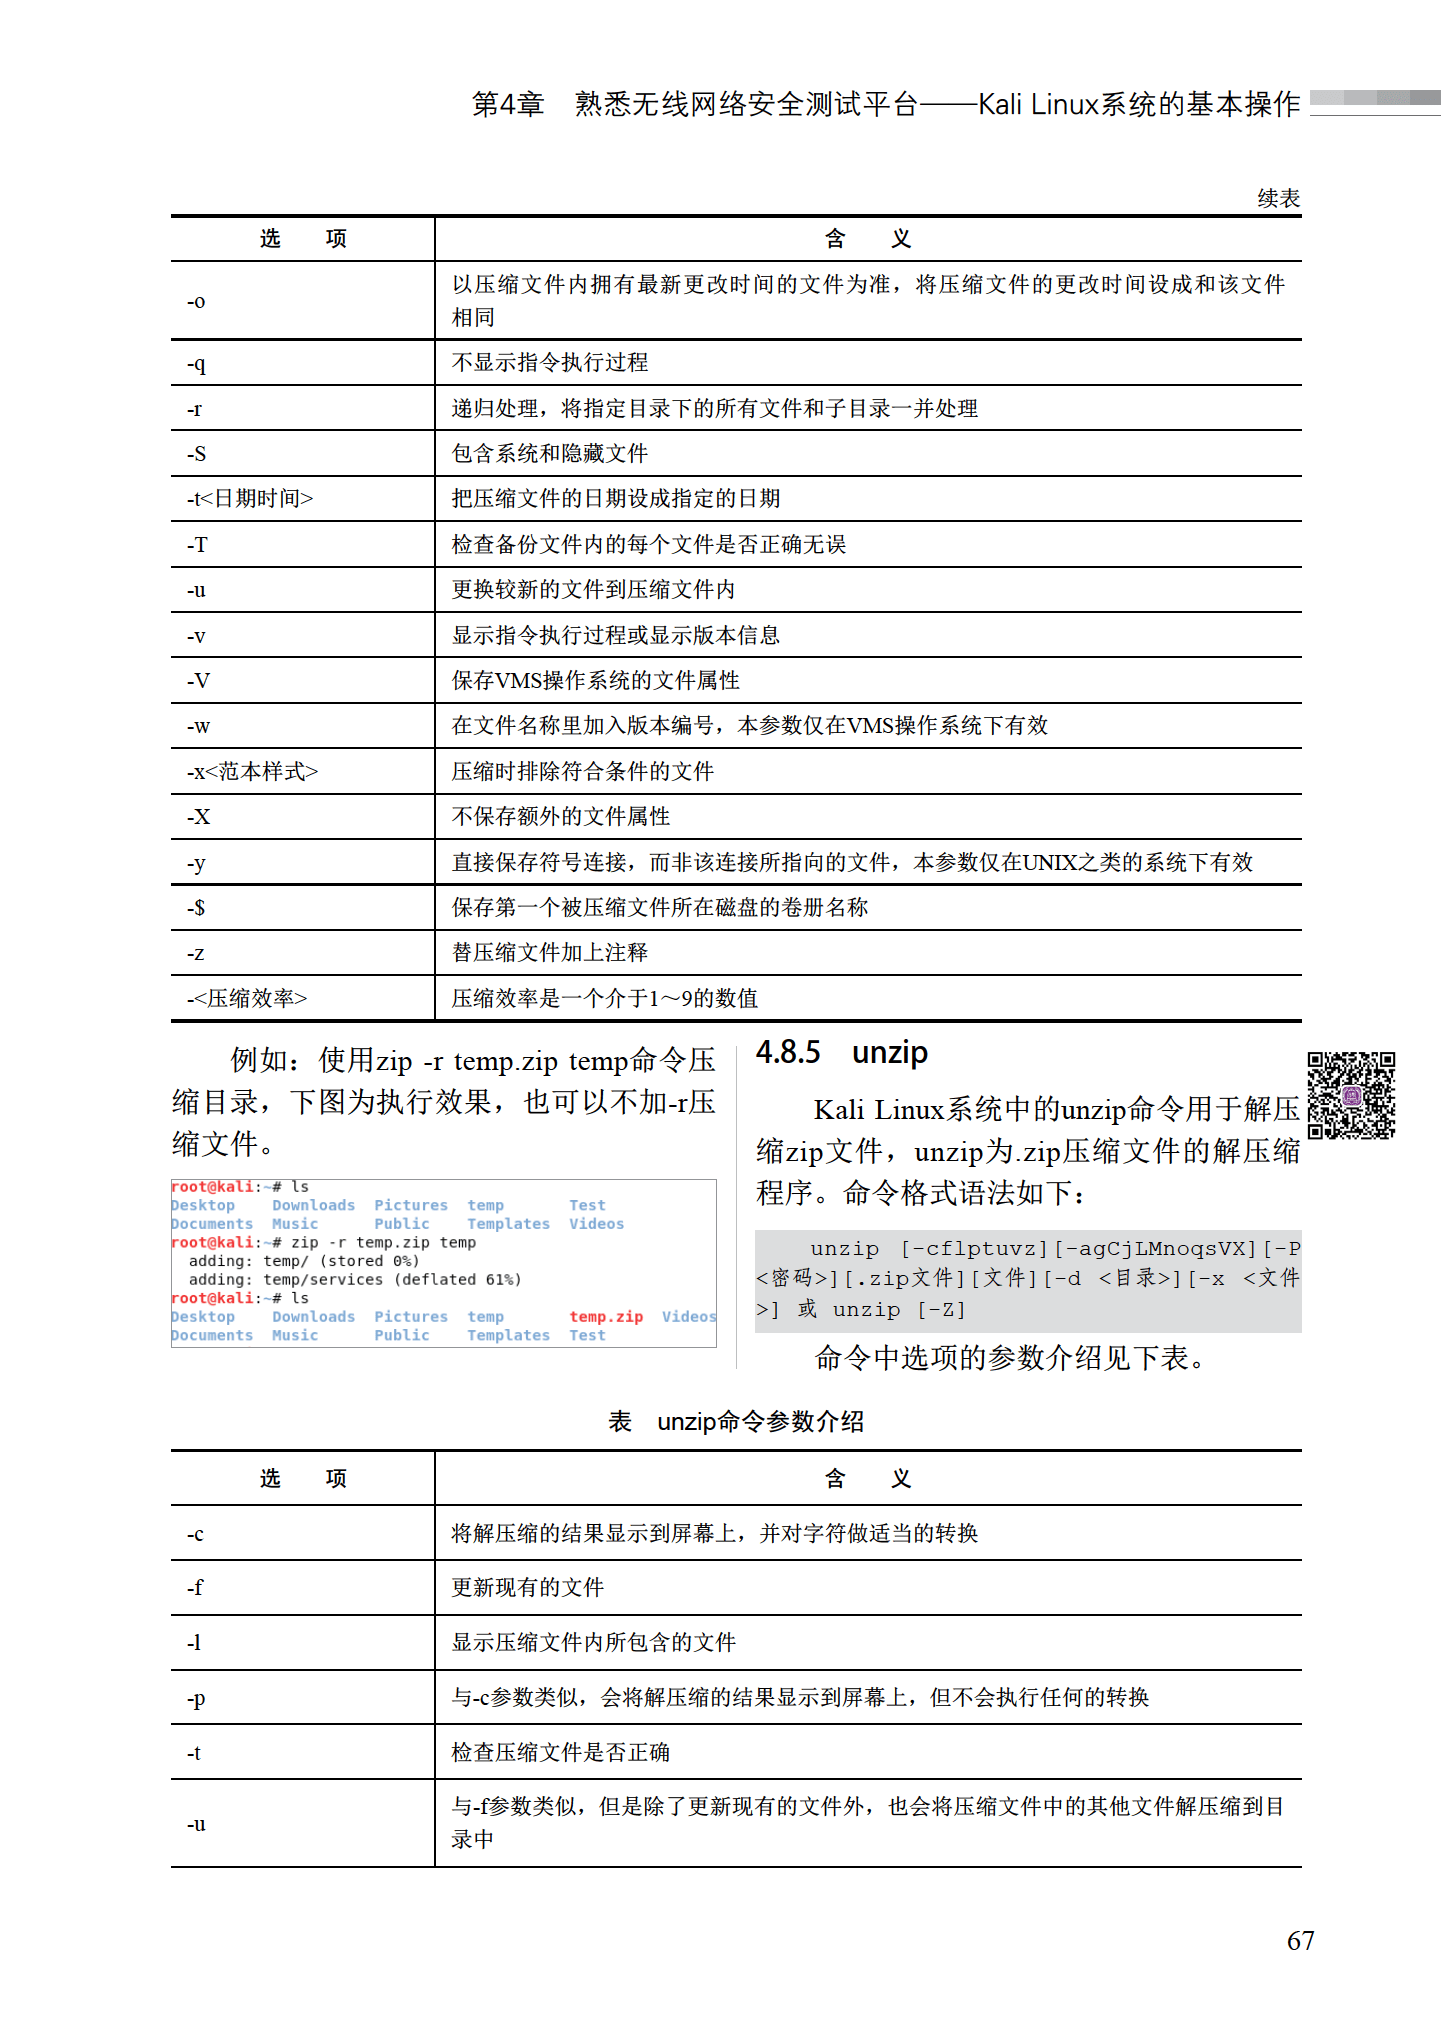 第4章 熟悉无线网络安全测试平台——Kali Linux系统的基本操作
续表
选 项 含 义
-o 以压缩文件内拥有最新更改时间的文件为准，将压缩文件的更改时间设成和该文件
相同
-q 不显示指令执行过程
-r 递归处理，将指定目录下的所有文件和子目录一并处理
-S 包含系统和隐藏文件
-t<日期时间> 把压缩文件的日期设成指定的日期
-T 检查备份文件内的每个文件是否正确无误
-u 更换较新的文件到压缩文件内
-v 显示指令执行过程或显示版本信息
-V 保存VMS操作系统的文件属性
-w 在文件名称里加入版本编号，本参数仅在VMS操作系统下有效
-x<范本样式> 压缩时排除符合条件的文件
-X 不保存额外的文件属性
-y 直接保存符号连接，而非该连接所指向的文件，本参数仅在UNIX之类的系统下有效
-$ 保存第一个被压缩文件所在磁盘的卷册名称
-z 替压缩文件加上注释
-<压缩效率> 压缩效率是一个介于1～9的数值
例如：使用zip -r temp.zip temp命令压
缩目录，下图为执行效果，也可以不加-r压
缩文件。
root@kali:~# ls
Desktop Downloads Pictures temp Test
Documents Music Public Templates Videos
root@kali:~# zip -r temp.zip temp
adding: temp/ (stored 0%)
adding: temp/services (deflated 61%)
root@kali:~# ls
Desktop Downloads Pictures temp temp.zip Videos
Documents Music Public Templates Test
4.8.5 unzip
Kali Linux系统中的unzip命令用于解压
缩zip文件，unzip为.zip压缩文件的解压缩
程序。命令格式语法如下：
unzip [-cflptuvz][-agCjLMnoqsVX][-P
<密码>][.zip文件][文件][-d <目录>][-x <文件
>] 或 unzip [-Z]
命令中选项的参数介绍见下表。
表 unzip命令参数介绍
选 项 含 义
-c 将解压缩的结果显示到屏幕上，并对字符做适当的转换
-f 更新现有的文件
-l 显示压缩文件内所包含的文件
-p 与-c参数类似，会将解压缩的结果显示到屏幕上，但不会执行任何的转换
-t 检查压缩文件是否正确
-u 与-f参数类似，但是除了更新现有的文件外，也会将压缩文件中的其他文件解压缩到目
录中
67